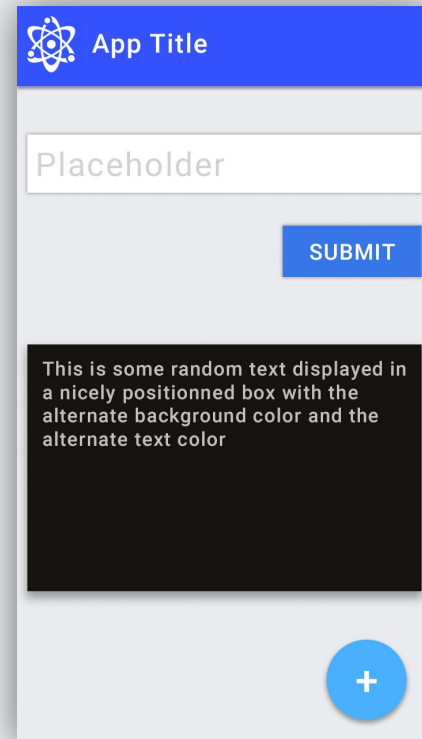 App Title
Placeholder
SUBMIT
This is some random text displayed in
a nicely positionned box with the
alternate background color and the
alternate text color
+